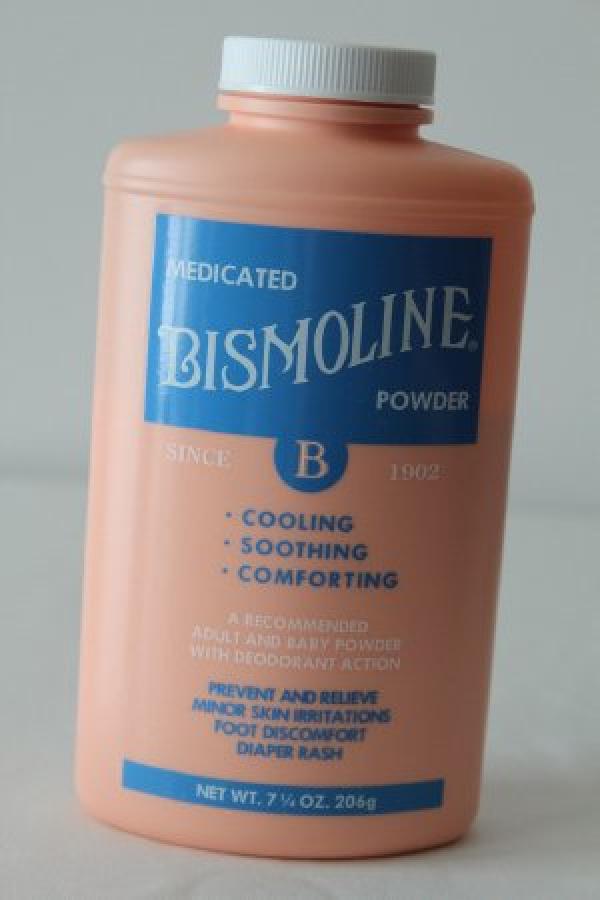 MEDICATED
BISMOLINE®
POWDER
SINCE B 1902
· COOLING
· SOOTHING
· COMFORTING
A RECOMMENDED
ADULT AND BABY POWDER
WITH DEODORANT ACTION
PREVENT AND RELIEVE
MINOR SKIN IRRITATIONS
FOOT DISCOMFORT
DIAPER RASH
NET WT. 7 ¼ OZ. 206g